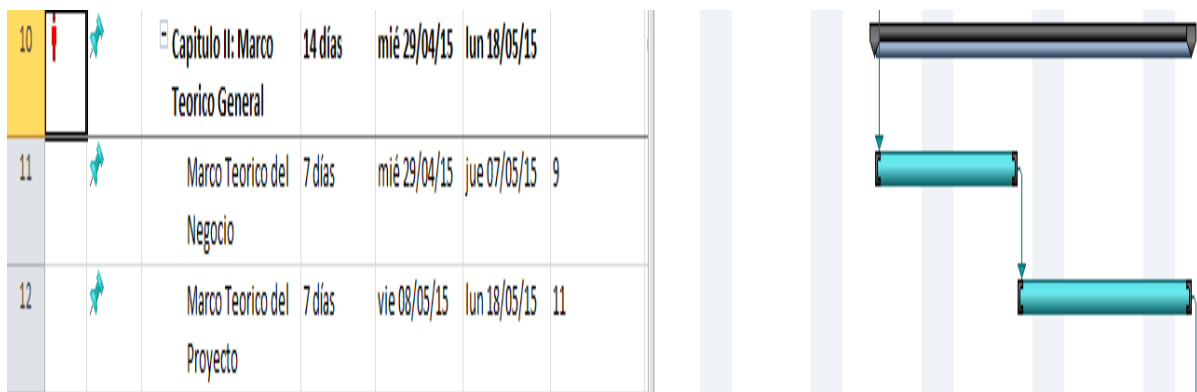 10 Capitulo II: Marco 14 días mié 29/04/15 lun 18/05/15
Teorico General
11 Marco Teorico del 7 días mié 29/04/15 jue 07/05/15 9
Negocio
12 Marco Teorico del 7 días vie 08/05/15 lun 18/05/15 11
Proyecto